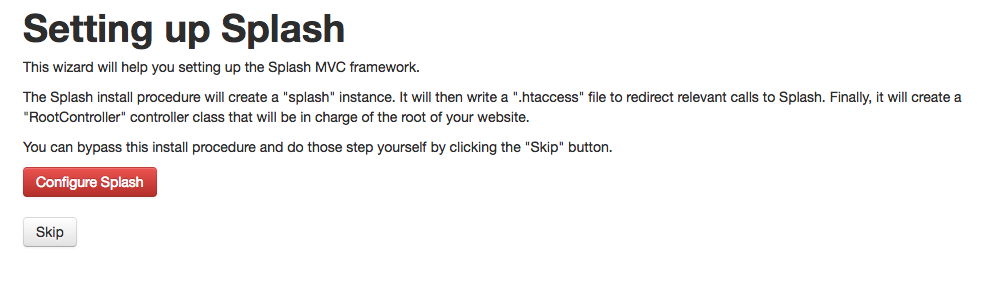 Setting up Splash
This wizard will help you setting up the Splash MVC framework.
The Splash install procedure will create a "splash" instance. It will then write a ".htaccess" file to redirect relevant calls to Splash. Finally, it will create a
"RootController" controller class that will be in charge of the root of your website.
You can bypass this install procedure and do those step yourself by clicking the "Skip" button.
Configure Splash
Skip